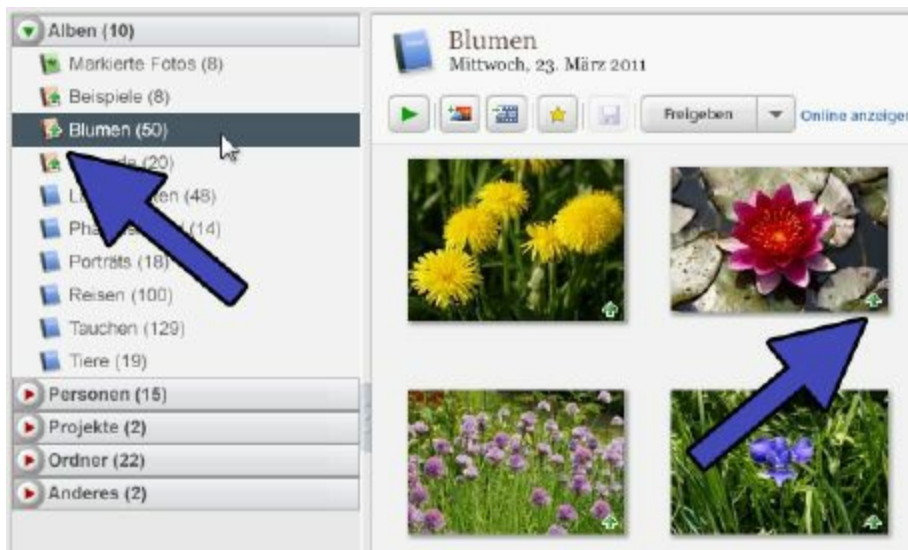 Alben (10)
Markierte Fotos (8)
Beispiele (8)
Blumen (50)
(20)
(48)
(14)
Porträts (18)
Reisen (100)
Tauchen (129)
Tiere (19)
Personen (15)
Projekte (2)
Ordner (22)
Anderes (2)
Blumen
Mittwoch, 23. März 2011
Freigeben
Online anzeigen